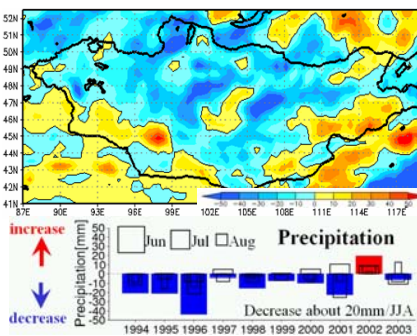 52N
51N
50N
49N
48N
47N
46N
45N
44N
43N
42N
41N
87E 90E 93E 96E 99E 102E 105E 108E 111E 114E 117E 120E
-50 -40 -30 -20 -10 0 10 20 30 40 50
increase
decrease
Precipitation[mm]
50
40
30
20
10
0
-10
-20
-30
-40
-50
Jun Jul Aug Precipitation
Decrease about 20mm/JJA
1994 1995 1996 1997 1998 1999 2000 2001 2002 2003